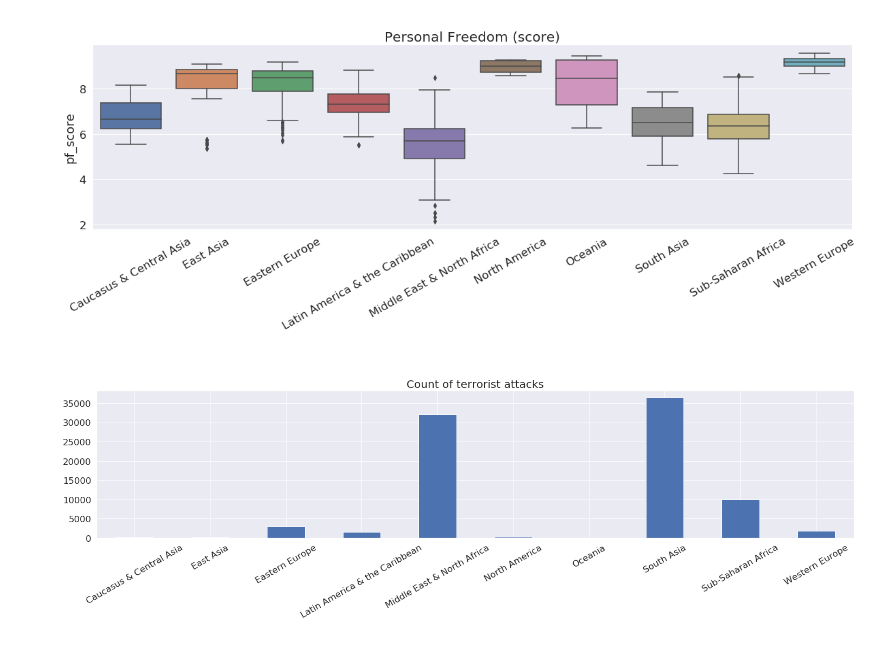 Personal Freedom (score)
pf_score
8
6
4
2
Caucasus & Central Asia
East Asia
Eastern Europe
Latin America & the Caribbean
Middle East & North Africa
North America
Oceania
South Asia
Sub-Saharan Africa
Western Europe
Count of terrorist attacks
35000
30000
25000
20000
15000
10000
5000
0
Caucasus & Central Asia
East Asia
Eastern Europe
Latin America & the Caribbean
Middle East & North Africa
North America
Oceania
South Asia
Sub-Saharan Africa
Western Europe